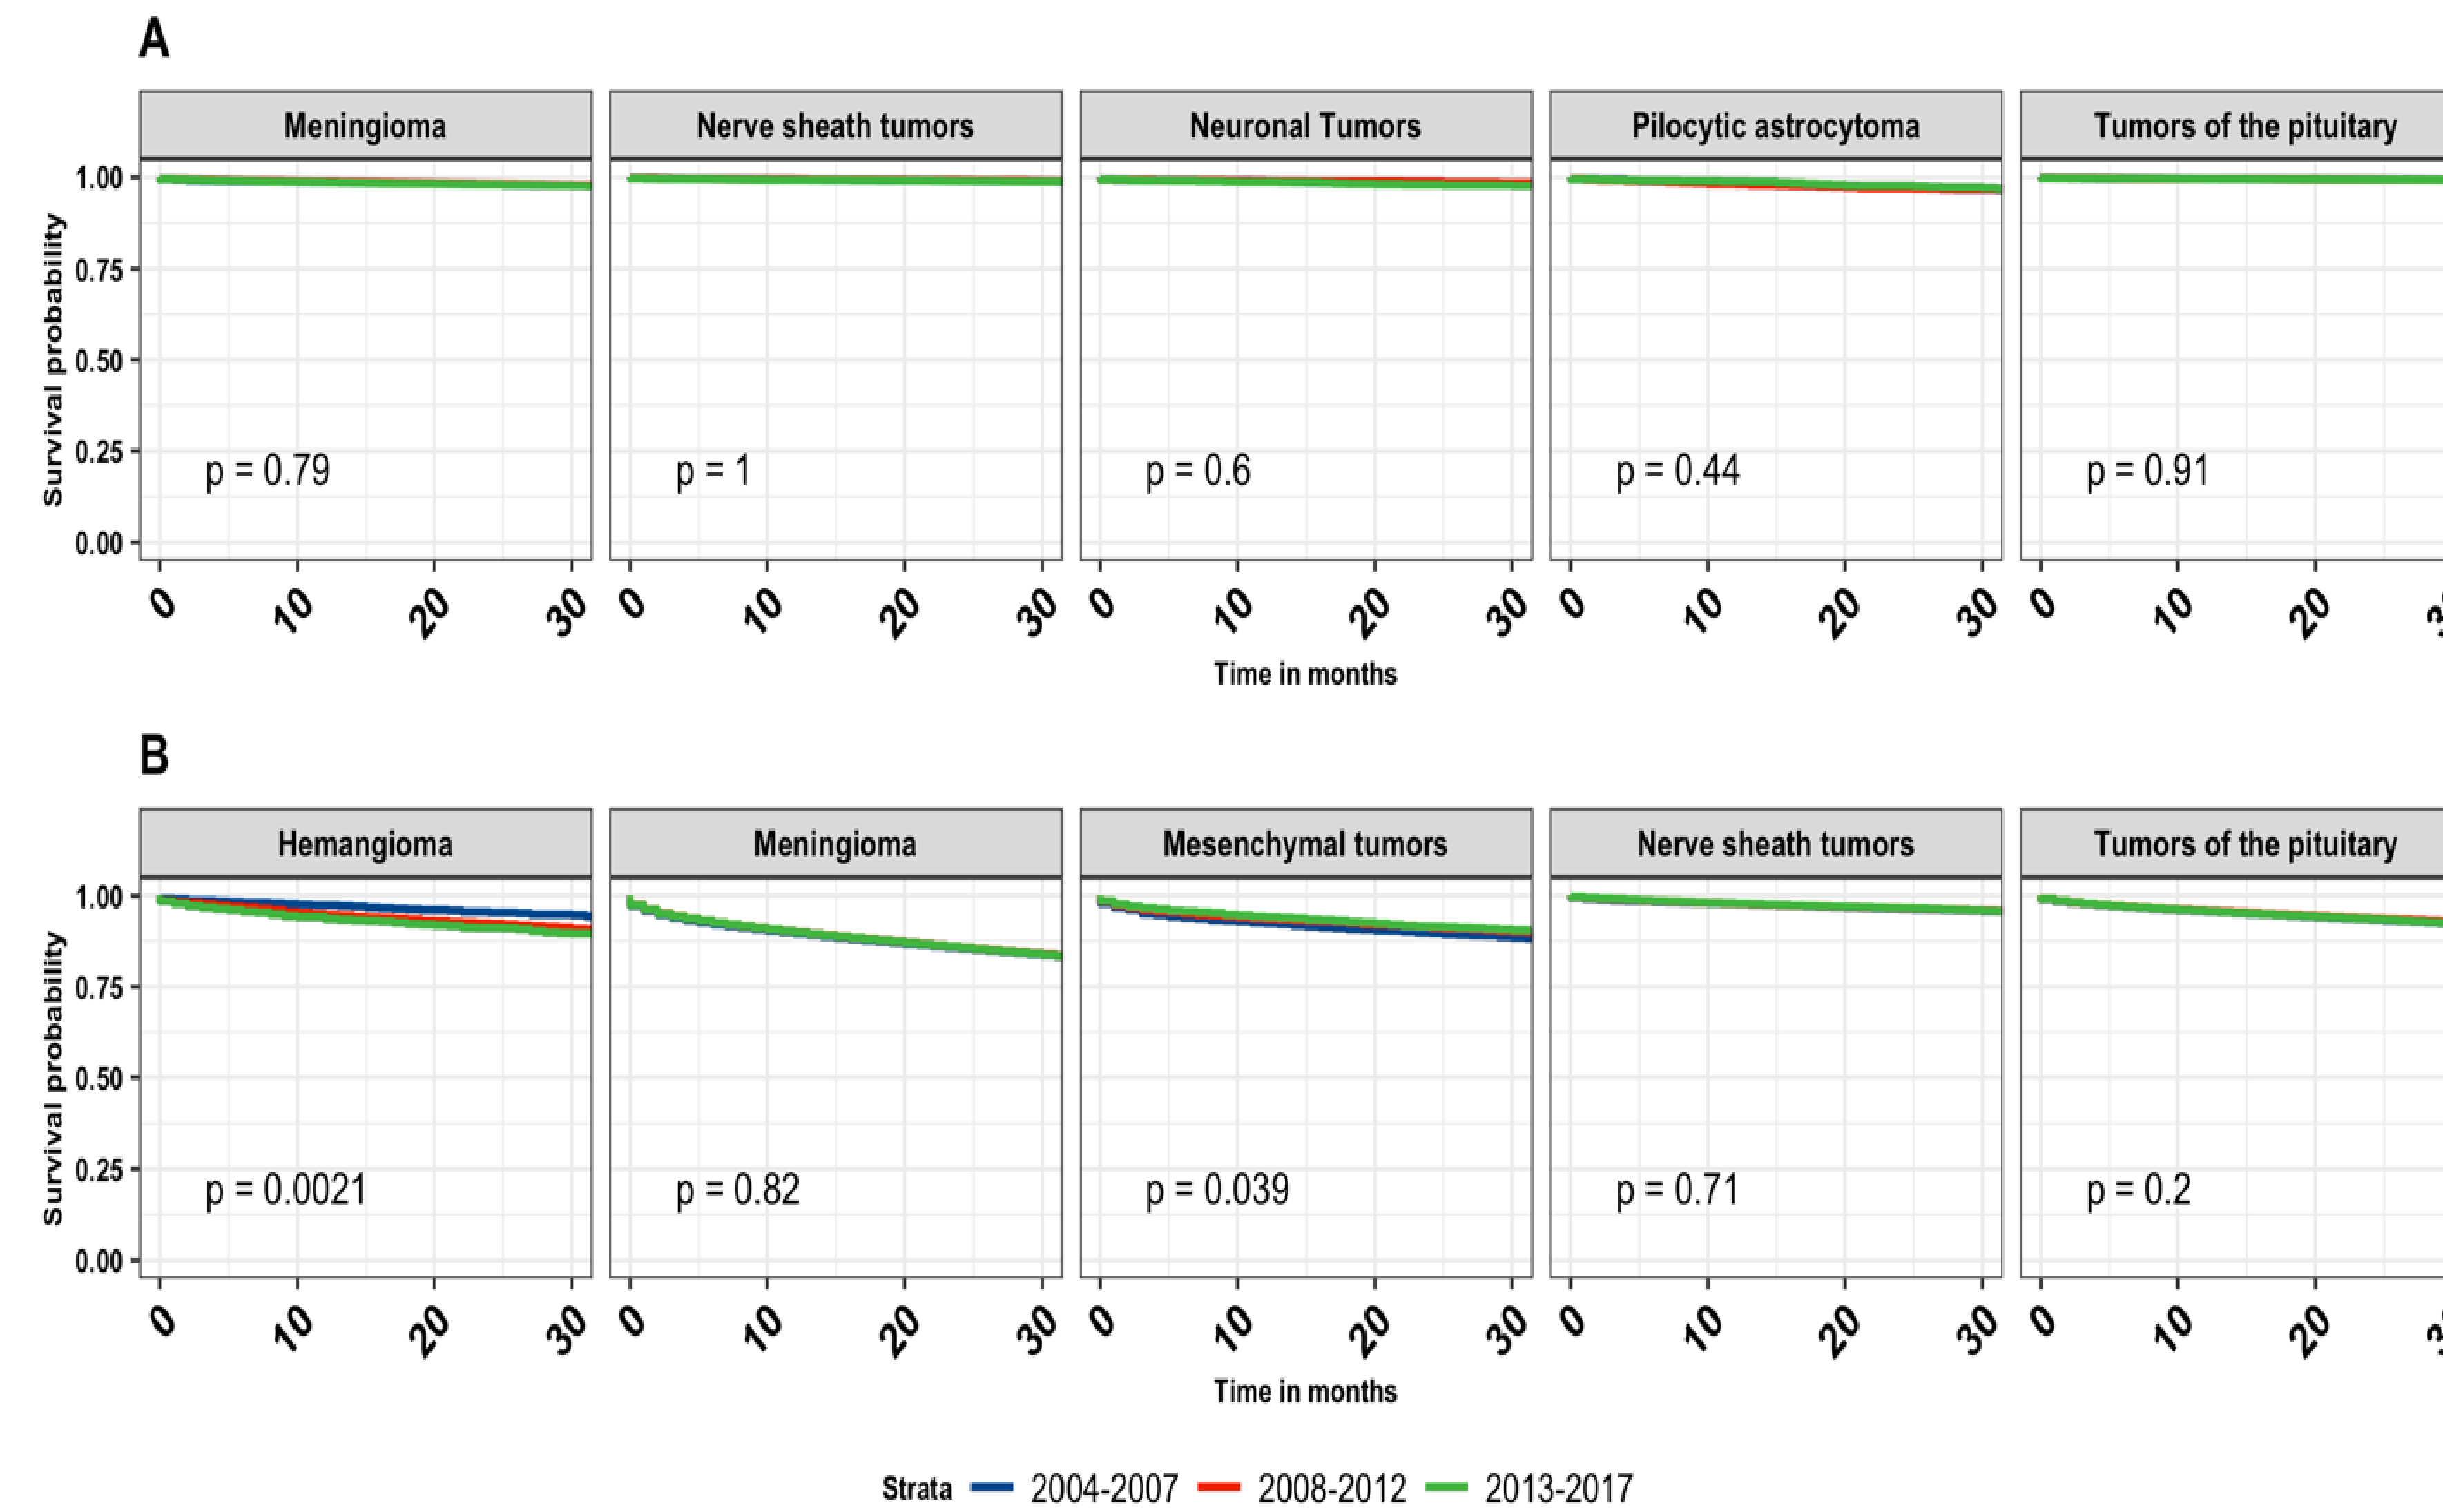 A
Meningioma
Nerve sheath tumors
Neuronal Tumors
Pilocytic astrocytoma
Tumors of the pituitary
Survival probability
1.00
0.75
0.50
0.25
0.00
p = 0.79
p = 1
p = 0.6
p = 0.44
p = 0.91
0 10 20 30 0 10 20 30 0 10 20 30 0 10 20 30 0 10 20
Time in months
B
Hemangioma
Meningioma
Mesenchymal tumors
Nerve sheath tumors
Tumors of the pituitary
Survival probability
1.00
0.75
0.50
0.25
0.00
p = 0.0021
p = 0.82
p = 0.039
p = 0.71
p = 0.2
0 10 20 30 0 10 20 30 0 10 20 30 0 10 20 30 0 10 20
Time in months
Strata 2004-2007 2008-2012 2013-2017